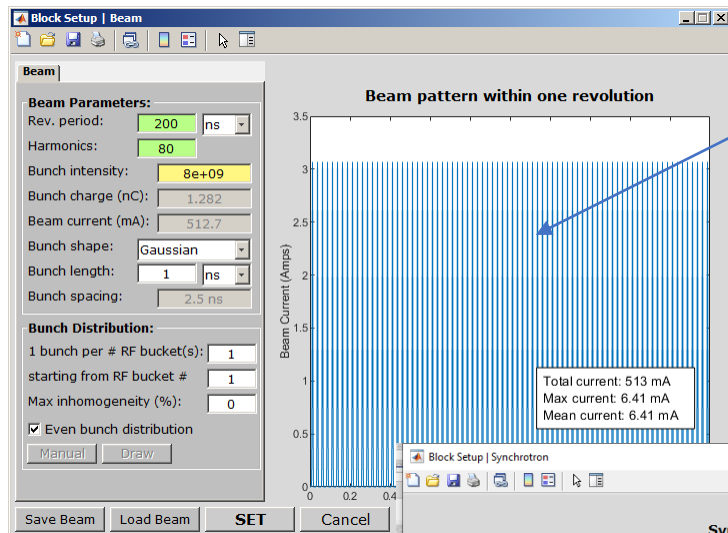 Block Setup | Beam
Beam
Beam Parameters:
Rev. period: 200 ns
Harmonics: 80
Bunch intensity: 8e+09
Bunch charge (nC): 1.282
Beam current (mA): 512.7
Bunch shape: Gaussian
Bunch length: 1 ns
Bunch spacing: 2.5 ns
Bunch Distribution:
1 bunch per # RF bucket(s): 1
starting from RF bucket # 1
Max inhomogeneity (%): 0
Even bunch distribution
Manual Draw
Save Beam Load Beam SET Cancel
Beam pattern within one revolution
3.5
3
2.5
2
1.5
1
0.5
0
Beam Current (Amps)
0 0.2 0.4
Total current: 513 mA
Max current: 6.41 mA
Mean current: 6.41 mA
Block Setup | Synchrotron